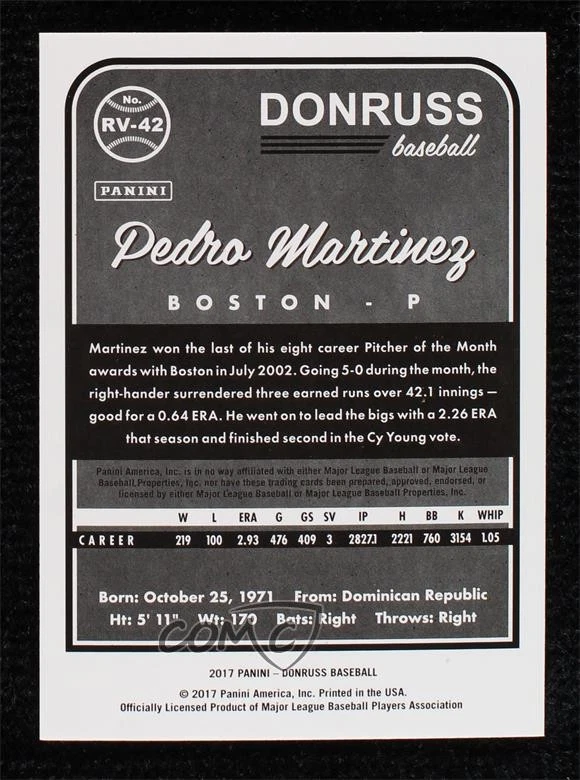 No.
RV-42
DONRUSS
baseball
PANINI
Pedro Martinez
BOSTON - P
Martinez won the last of his eight career Pitcher of the Month
awards with Boston in July 2002. Going 5-0 during the month, the
right-hander surrendered three earned runs over 42.1 innings —
good for a 0.64 ERA. He went on to lead the bigs with a 2.26 ERA
that season and finished second in the Cy Young vote.
Panini America, Inc. is in no way affiliated with either Major League Baseball or Major League
Baseball Properties, Inc. nor have these trading cards been prepared, approved, endorsed, or
licensed by either Major League Baseball or Major League Baseball Properties, Inc.
W L ERA G GS SV IP H BB K WHIP
CAREER 219 100 2.93 476 409 3 2827.1 2221 760 3154 1.05
Born: October 25, 1971 From: Dominican Republic
Ht: 5' 11" Wt: 170 Bats: Right Throws: Right
COMC
2017 PANINI – DONRUSS BASEBALL
© 2017 Panini America, Inc. Printed in the USA.
Officially Licensed Product of Major League Baseball Players Association